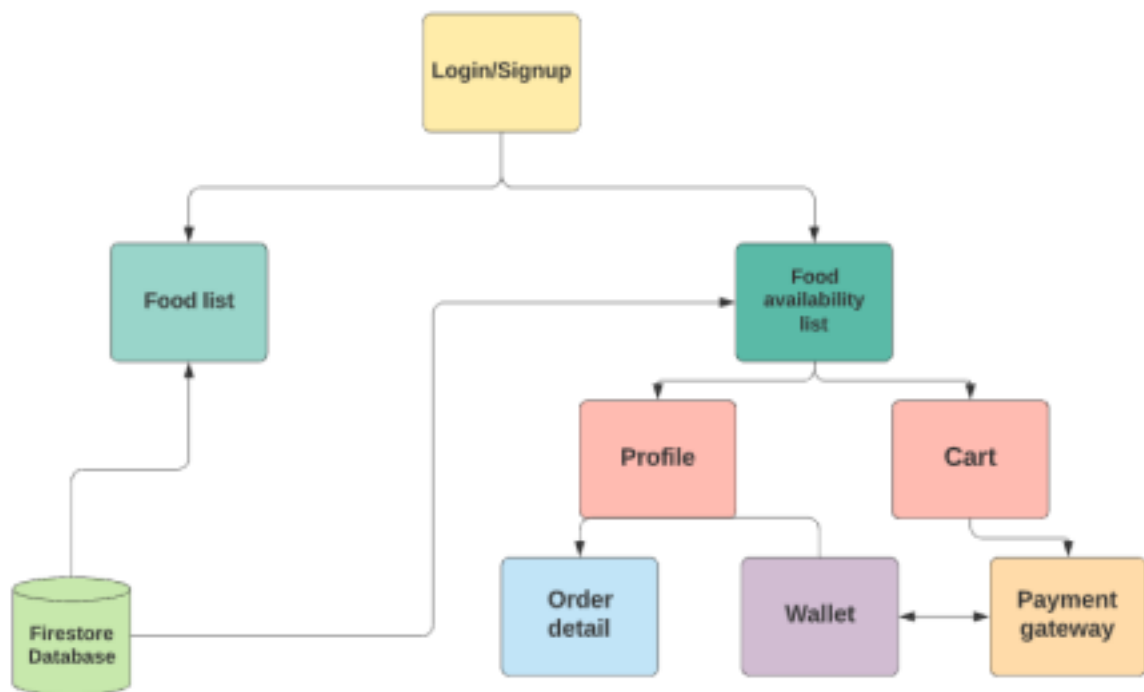 Login/Signup
Food list
Food
availability
list
Profile
Cart
Order
detail
Wallet
Payment
gateway
Firestore
Database